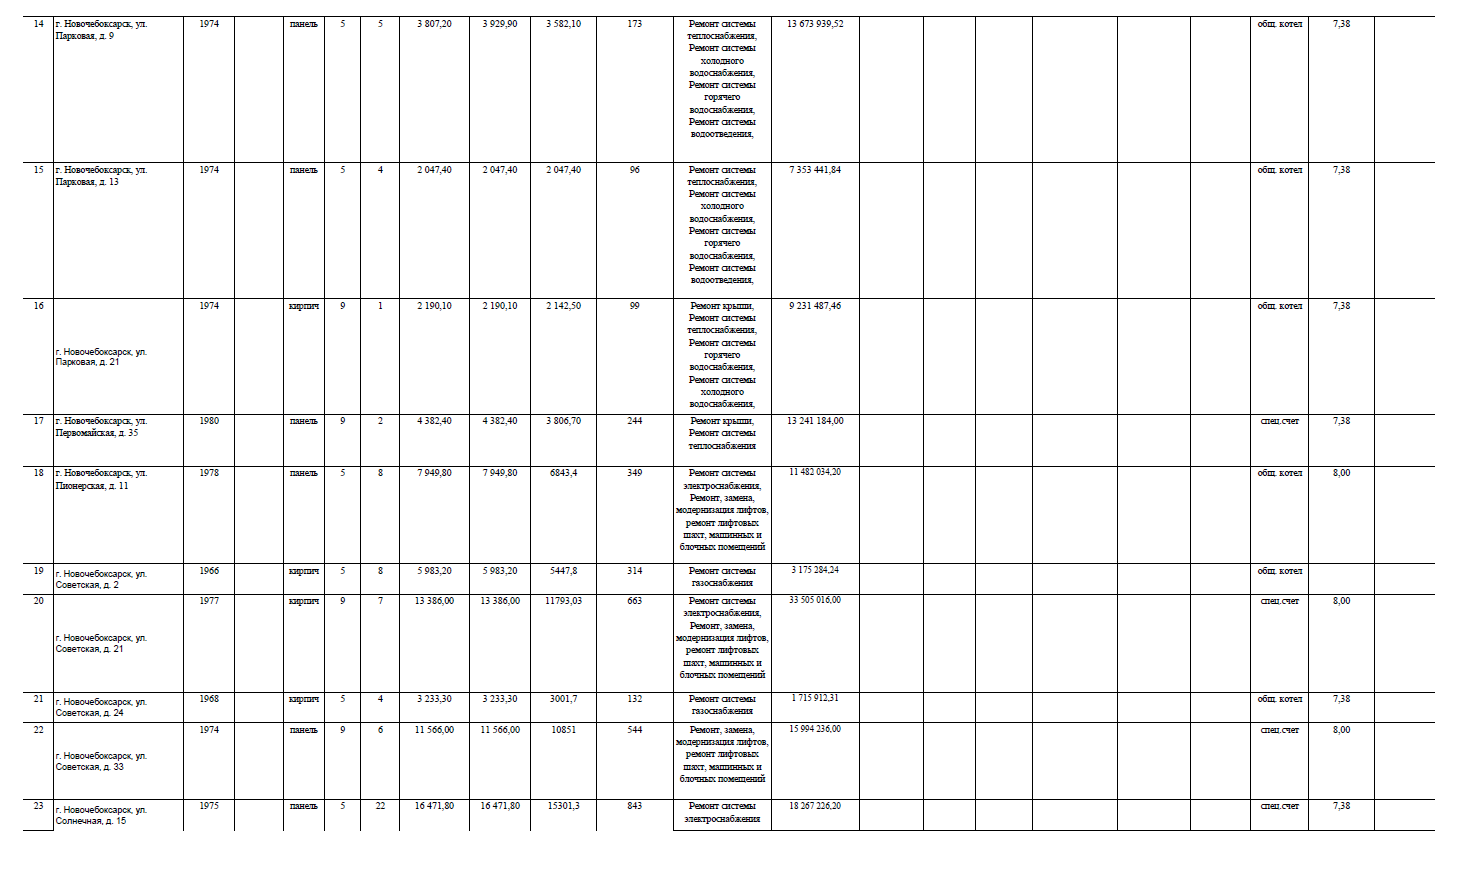 14 г. Новочебоксарск, ул. 1974 панель 5 5 3 807,20 3 929,90 3 582,10 173 Ремонт системы 13 673 939,52 общ. котел 7,38
Парковая, д. 9 теплоснабжения,
Ремонт системы
холодного
водоснабжения,
Ремонт системы
горячего
водоснабжения,
Ремонт системы
водоотведения,
15 г. Новочебоксарск, ул. 1974 панель 5 4 2 047,40 2 047,40 2 047,40 96 Ремонт системы 7 353 441,84 общ. котел 7,38
Парковая, д. 13 теплоснабжения,
Ремонт системы
холодного
водоснабжения,
Ремонт системы
горячего
водоснабжения,
Ремонт системы
водоотведения,
16 1974 кирпич 9 1 2 190,10 2 190,10 2 142,50 99 Ремонт крыши, 9 231 487,46 общ. котел 7,38
Ремонт системы
теплоснабжения,
г. Новочебоксарск, ул. Ремонт системы
Парковая, д. 21 горячего
водоснабжения,
Ремонт системы
холодного
водоснабжения,
17 г. Новочебоксарск, ул. 1980 панель 9 2 4 382,40 4 382,40 3 806,70 244 Ремонт крыши, 13 241 184,00 спец.счет 7,38
Первомайская, д. 35 Ремонт системы
теплоснабжения
18 г. Новочебоксарск, ул. 1978 панель 5 8 7 949,80 7 949,80 6843,4 349 Ремонт системы 11 482 034,20 общ. котел 8,00
Пионерская, д. 11 электроснабжения,
Ремонт, замена,
модернизация лифтов,
ремонт лифтовых
шахт, машинных и
блочных помещений
19 г. Новочебоксарск, ул. 1966 кирпич 5 8 5 983,20 5 983,20 5447,8 314 Ремонт системы 3 175 284,24 общ. котел
Советская, д. 2 газоснабжения
20 1977 кирпич 9 7 13 386,00 13 386,00 11793,03 663 Ремонт системы 33 505 016,00 спец.счет 8,00
электроснабжения,
Ремонт, замена,
г. Новочебоксарск, ул. модернизация лифтов,
Советская, д. 21 ремонт лифтовых
шахт, машинных и
блочных помещений
21 г. Новочебоксарск, ул. 1968 кирпич 5 4 3 233,30 3 233,30 3001,7 132 Ремонт системы 1 715 912,31 общ. котел 7,38
Советская, д. 24 газоснабжения
22 1974 панель 9 6 11 566,00 11 566,00 10851 544 Ремонт, замена, 15 994 236,00 спец.счет 8,00
модернизация лифтов,
г. Новочебоксарск, ул. ремонт лифтовых
Советская, д. 33 шахт, машинных и
блочных помещений
23 г. Новочебоксарск, ул. 1975 панель 5 22 16 471,80 16 471,80 15301,3 843 Ремонт системы 18 267 226,20 спец.счет 7,38
Солнечная, д. 15 электроснабжения